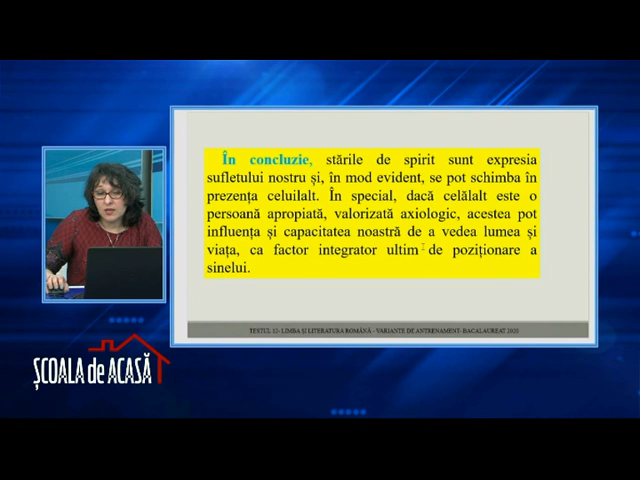 În concluzie, stările de spirit sunt expresia
sufletului nostru și, în mod evident, se pot schimba în
prezența celuilalt. În special, dacă celălalt este o
persoană apropiată, valorizată axiologic, acestea pot
influența și capacitatea noastră de a vedea lumea și
viața, ca factor integrator ultim de poziționare a
sinelui.
TESTUL 12- LIMBA ȘI LITERATURA ROMÂNĂ - VARIANTE DE ANTRENAMENT- BACALAUREAT 2020
ȘCOALA de ACASĂ